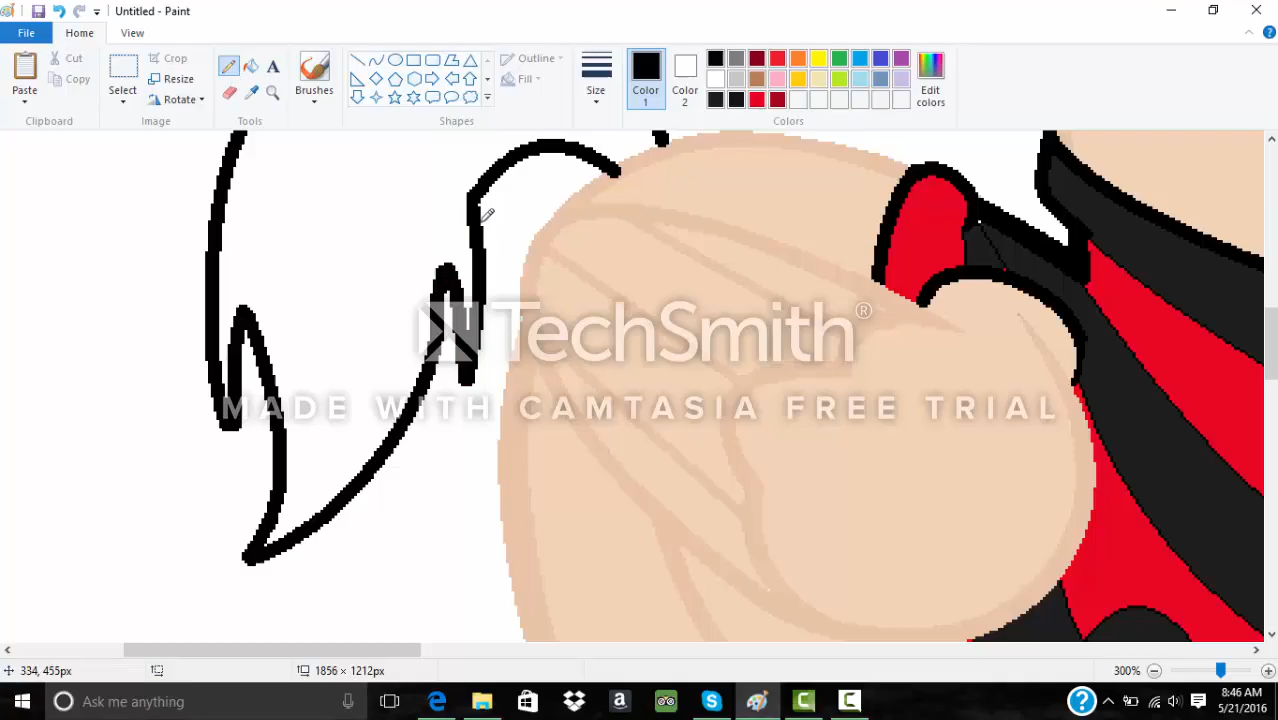 Untitled - Paint
File
Home
View
Paste
Cut
Copy
Clipboard
Select
Crop
Resize
Rotate
Image
A
Tools
Brushes
Outline
Fill
Shapes
Size
Color 1
Color 2
Edit colors
Colors
TechSmith®
MADE WITH CAMTASIA FREE TRIAL
334, 455px
1856 × 1212px
300%
Ask me anything
8:46 AM
5/21/2016